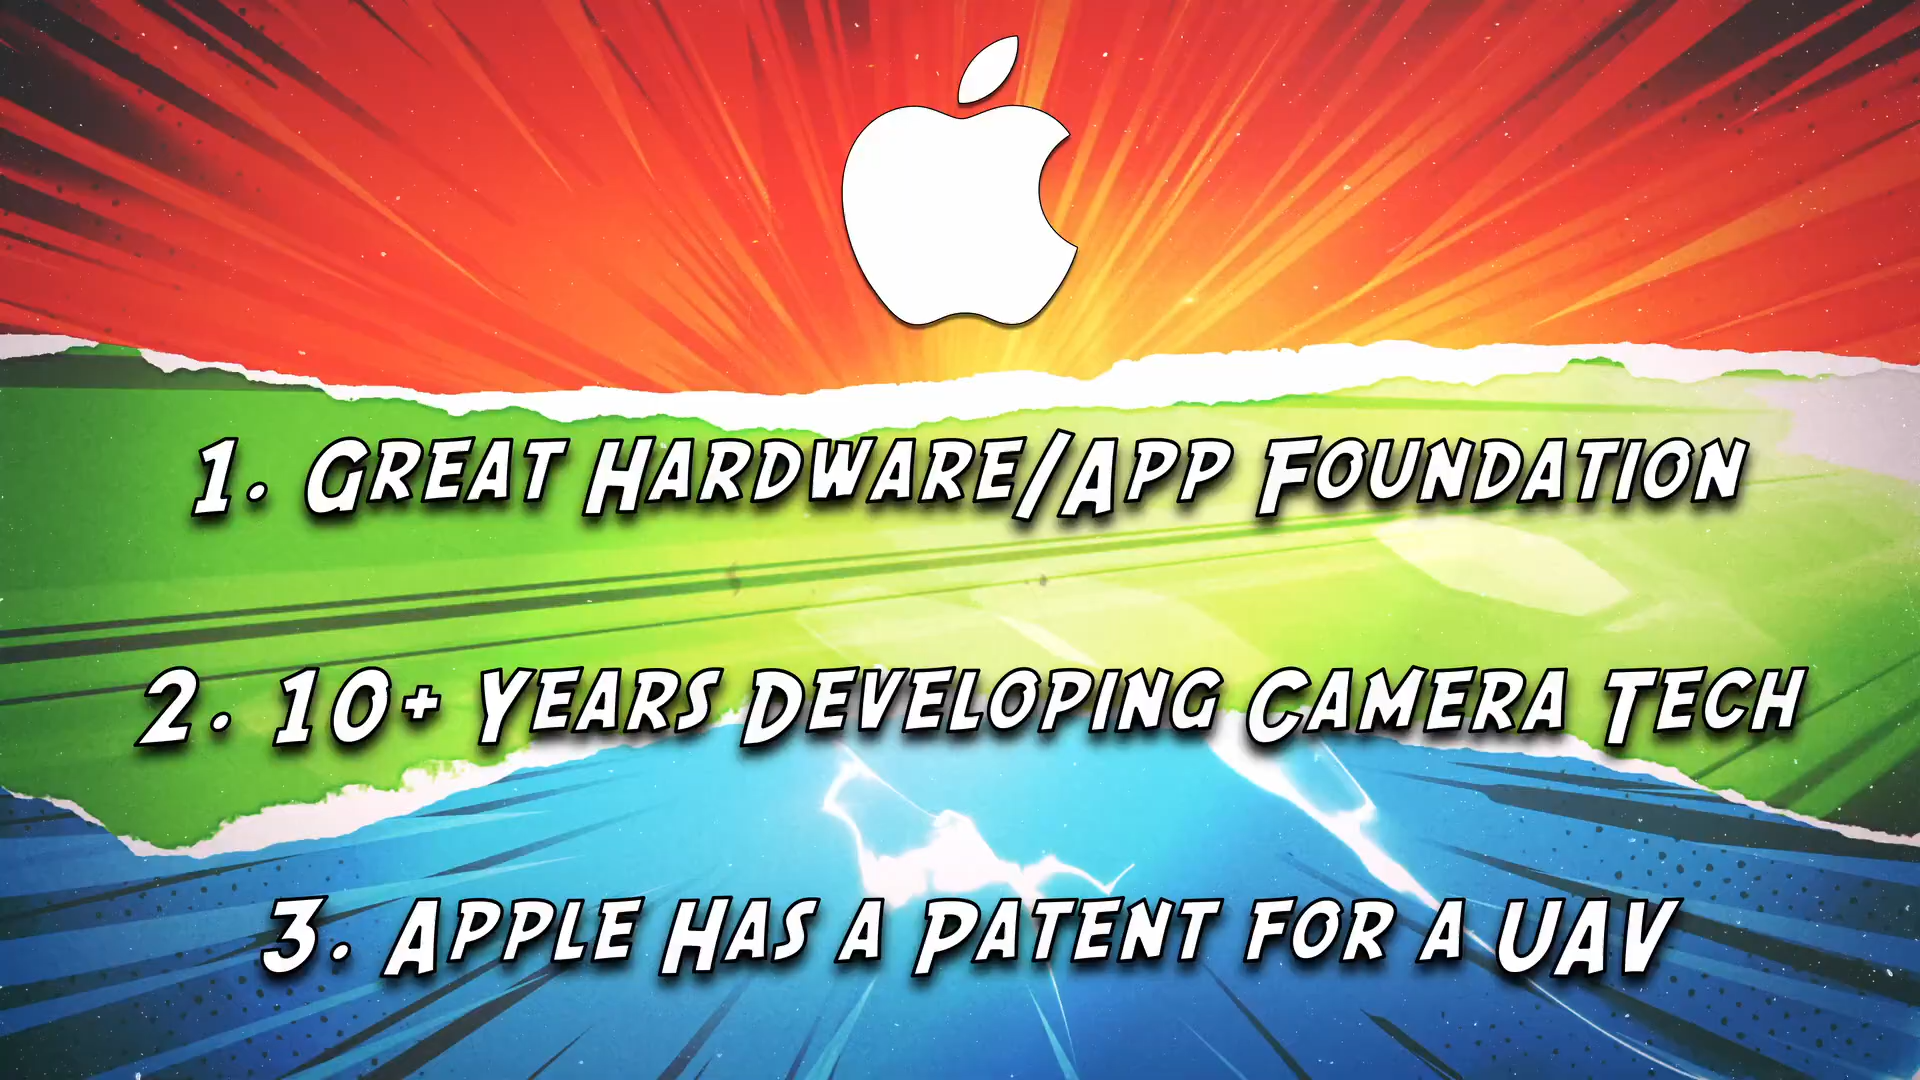 1. Great Hardware/App Foundation
2. 10+ Years Developing Camera Tech
3. Apple Has a Patent for a UAV